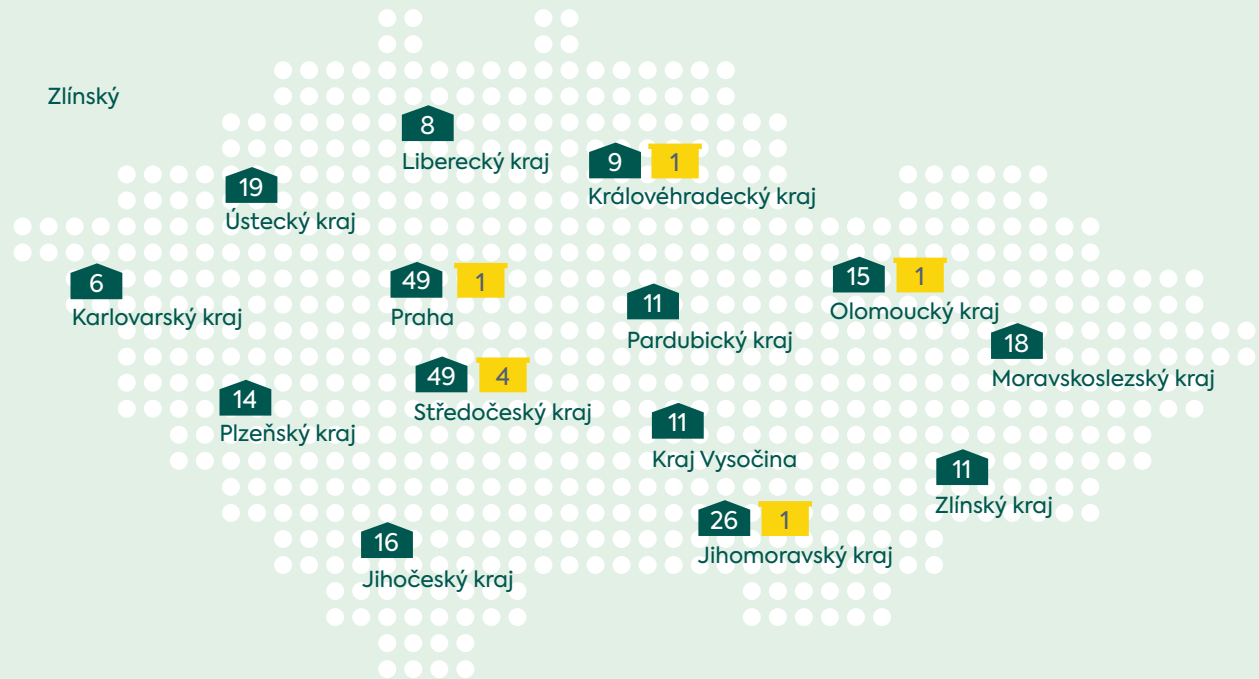 Zlínský
8
Liberecký kraj
9 1
Královéhradecký kraj
19
Ústecký kraj
6
Karlovarský kraj
49 1
Praha
11
Pardubický kraj
15 1
Olomoucký kraj
18
Moravskoslezský kraj
14
Plzeňský kraj
49 4
Středočeský kraj
11
Kraj Vysočina
11
Zlínský kraj
16
Jihočeský kraj
26 1
Jihomoravský kraj